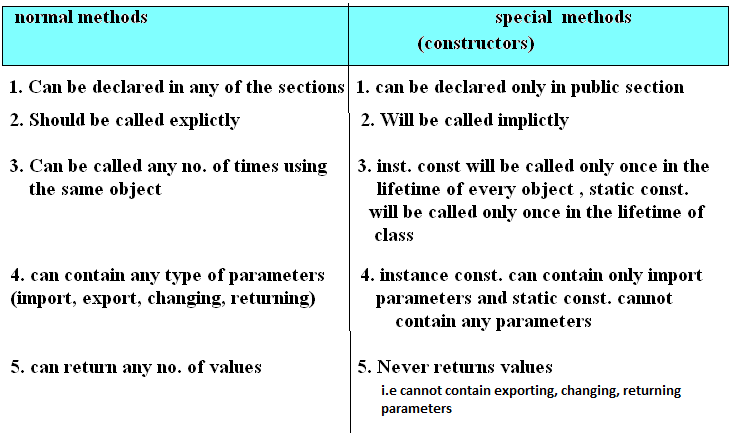 normal methods
special methods
(constructors)
1. Can be declared in any of the sections
1. can be declared only in public section
2. Should be called explictly
2. Will be called implictly
3. Can be called any no. of times using
the same object
3. inst. const will be called only once in the
lifetime of every object , static const.
will be called only once in the lifetime of
class
4. can contain any type of parameters
(import, export, changing, returning)
4. instance const. can contain only import
parameters and static const. cannot
contain any parameters
5. can return any no. of values
5. Never returns values
i.e cannot contain exporting, changing, returning
parameters